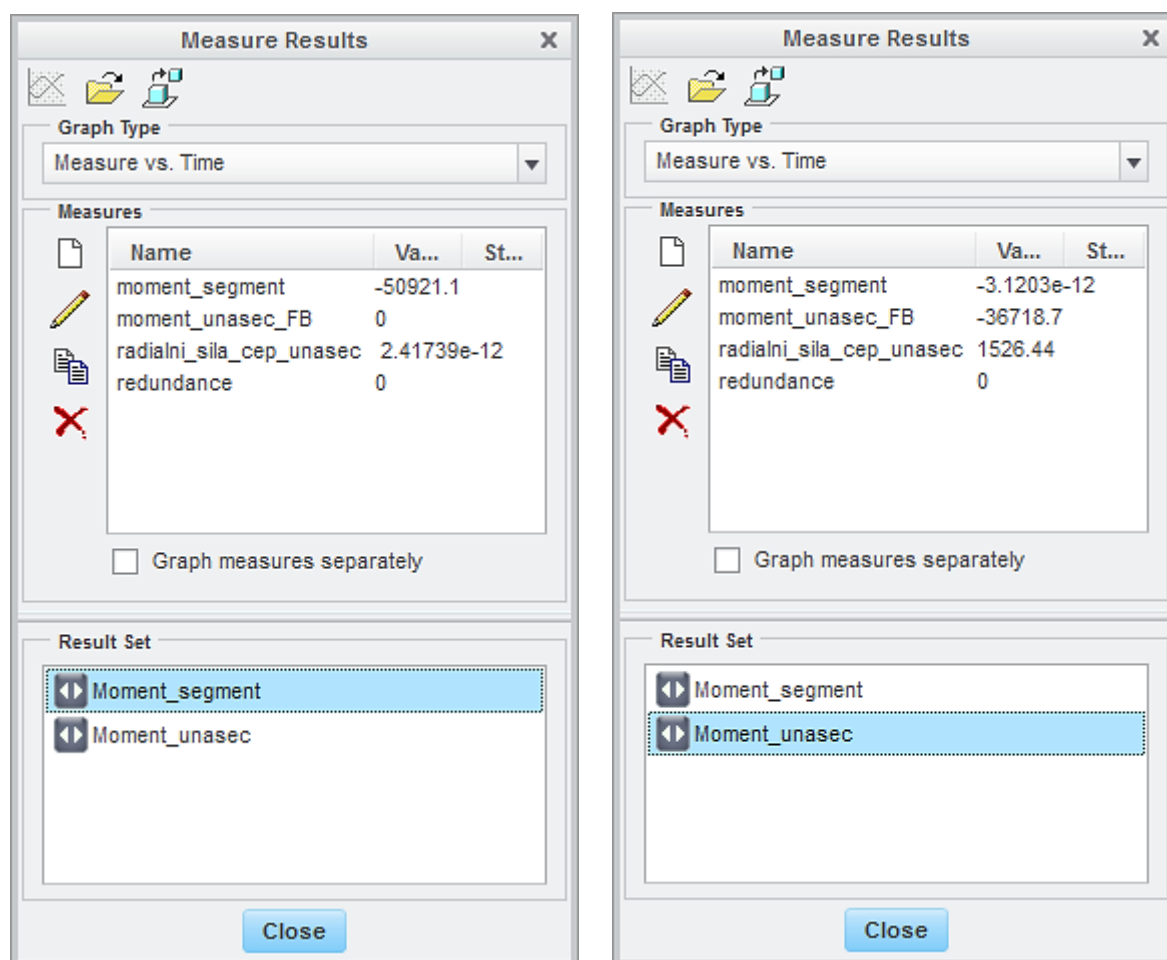 Measure Results
Graph Type
Measure vs. Time
Measures
Name Va... St...
moment_segment -50921.1
moment_unasec_FB 0
radialni_sila_cep_unasec 2.41739e-12
redundance 0
Graph measures separately
Result Set
Moment_segment
Moment_unasec
Close
Measure Results
Graph Type
Measure vs. Time
Measures
Name Va... St...
moment_segment -3.1203e-12
moment_unasec_FB -36718.7
radialni_sila_cep_unasec 1526.44
redundance 0
Graph measures separately
Result Set
Moment_segment
Moment_unasec
Close